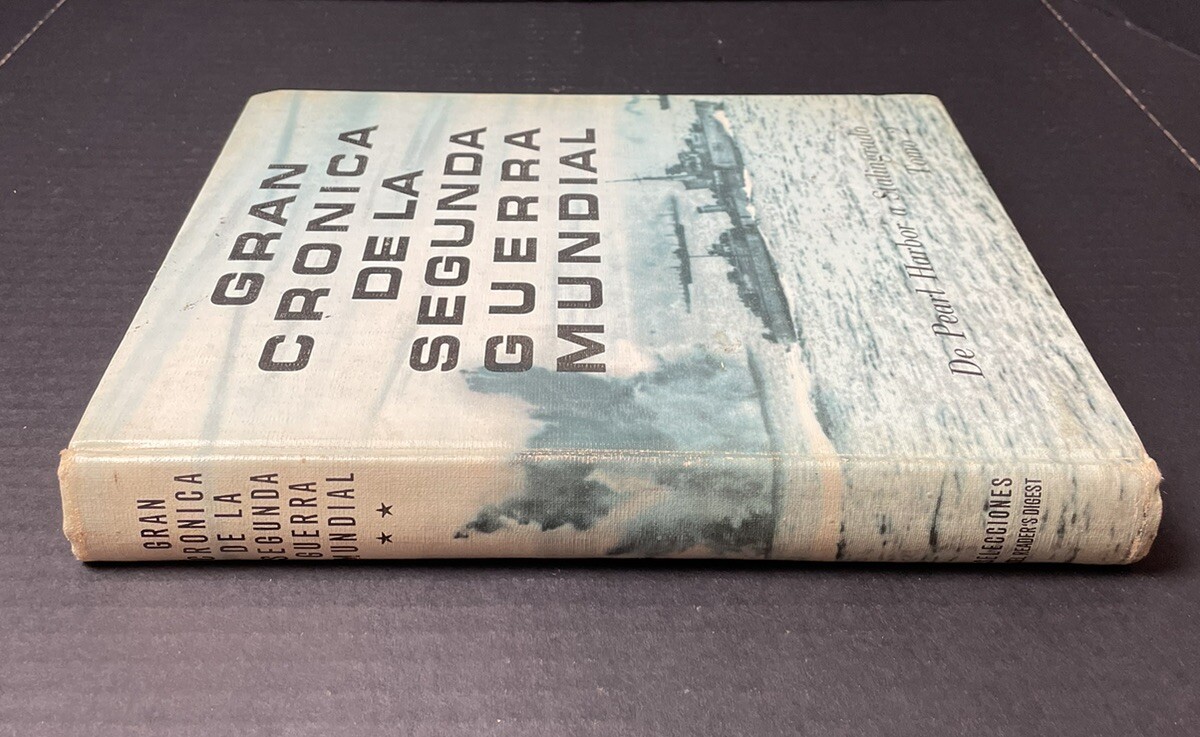 GRAN
CRONICA
DE LA
SEGUNDA
GUERRA
MUNDIAL
De Pearl Harbor a Stalingrado
Tomo 2
GRAN
CRONICA
DE LA
SEGUNDA
GUERRA
MUNDIAL
SELECCIONES
DEL READER'S DIGEST